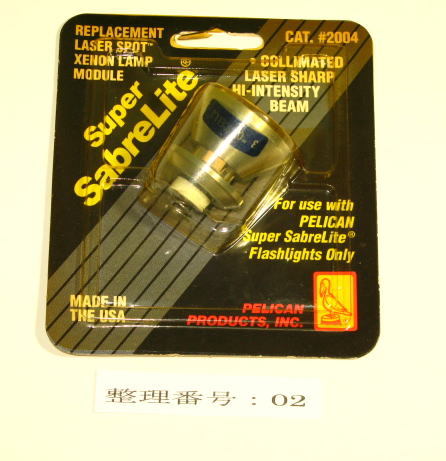 REPLACEMENT
LASER SPOT™
XENON LAMP
MODULE
CAT. #2004
• COLLIMATED
LASER SHARP
HI-INTENSITY
BEAM
Super
SabreLite®
For use with
PELICAN
Super SabreLite®
Flashlights Only
MADE IN
THE USA
PELICAN
PRODUCTS, INC.
整理番号：02